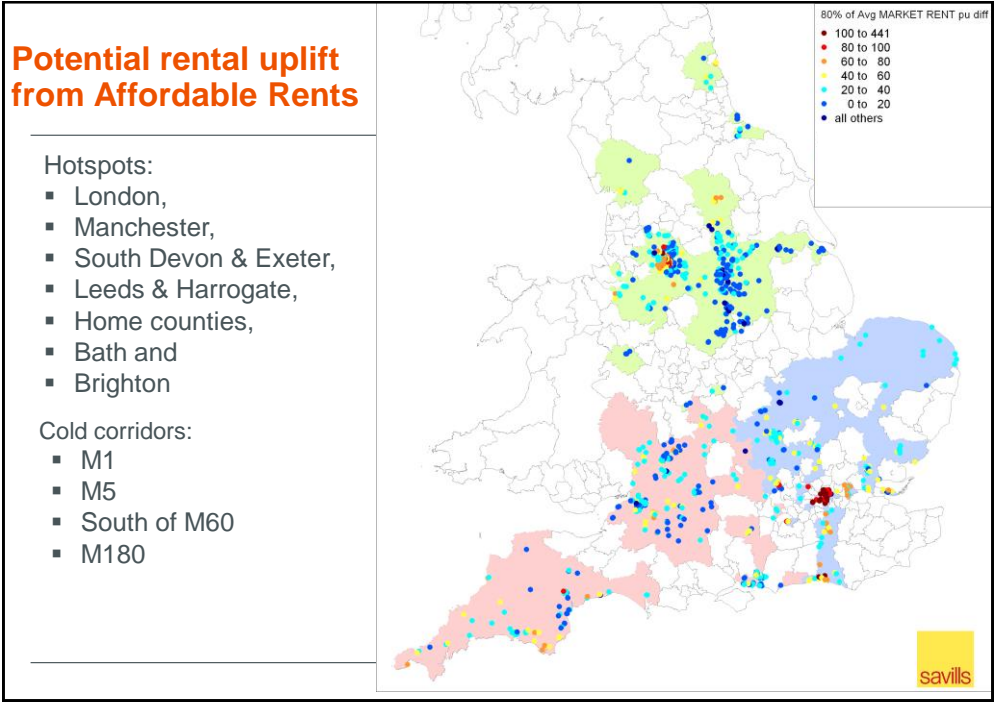 Potential rental uplift
from Affordable Rents
Hotspots:
▪ London,
▪ Manchester,
▪ South Devon & Exeter,
▪ Leeds & Harrogate,
▪ Home counties,
▪ Bath and
▪ Brighton
Cold corridors:
▪ M1
▪ M5
▪ South of M60
▪ M180
80% of Avg MARKET RENT pu diff
100 to 441
80 to 100
60 to 80
40 to 60
20 to 40
0 to 20
all others
savills